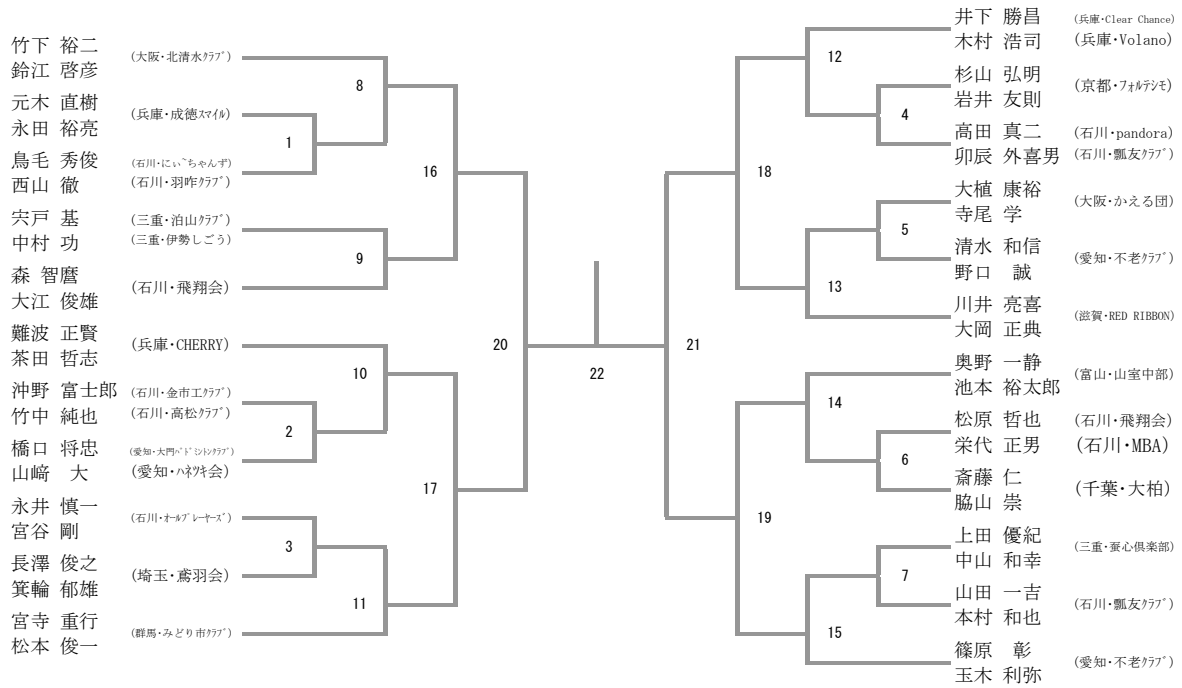 竹下 裕二
鈴江 啓彦
(大阪・北清水ｸﾗﾌﾞ)
元木 直樹
永田 裕亮
(兵庫・成徳ｽﾏｲﾙ)
鳥毛 秀俊
西山 徹
(石川・にぃ~ちゃんず)
(石川・羽咋ｸﾗﾌﾞ)
宍戸 基
中村 功
(三重・泊山ｸﾗﾌﾞ)
(三重・伊勢しごう)
森 智麿
大江 俊雄
(石川・飛翔会)
難波 正賢
茶田 哲志
(兵庫・CHERRY)
沖野 富士郎
竹中 純也
(石川・金市工ｸﾗﾌﾞ)
(石川・高松ｸﾗﾌﾞ)
橋口 将忠
山﨑 大
(愛知・大門ﾊﾞﾄﾞﾐﾝﾄﾝｸﾗﾌﾞ)
(愛知・ﾊﾈﾂｷ会)
永井 慎一
宮谷 剛
(石川・ｵｰﾙﾌﾟﾚｰﾔｰｽﾞ)
長澤 俊之
箕輪 郁雄
(埼玉・鳶羽会)
宮寺 重行
松本 俊一
(群馬・みどり市ｸﾗﾌﾞ)
8
1
16
9
20
10
2
17
3
11
22
12
4
18
5
13
21
14
6
19
7
15
井下 勝昌
木村 浩司
(兵庫・Clear Chance)
(兵庫・Volano)
杉山 弘明
岩井 友則
(京都・ﾌｫﾙﾃｼﾓ)
高田 真二
卯辰 外喜男
(石川・pandora)
(石川・瓢友ｸﾗﾌﾞ)
大植 康裕
寺尾 学
(大阪・かえる団)
清水 和信
野口 誠
(愛知・不老ｸﾗﾌﾞ)
川井 亮喜
大岡 正典
(滋賀・RED RIBBON)
奥野 一静
池本 裕太郎
(富山・山室中部)
松原 哲也
栄代 正男
(石川・飛翔会)
(石川・MBA)
斎藤 仁
脇山 崇
(千葉・大柏)
上田 優紀
中山 和幸
(三重・蚕心倶楽部)
山田 一吉
本村 和也
(石川・瓢友ｸﾗﾌﾞ)
篠原 彰
玉木 利弥
(愛知・不老ｸﾗﾌﾞ)